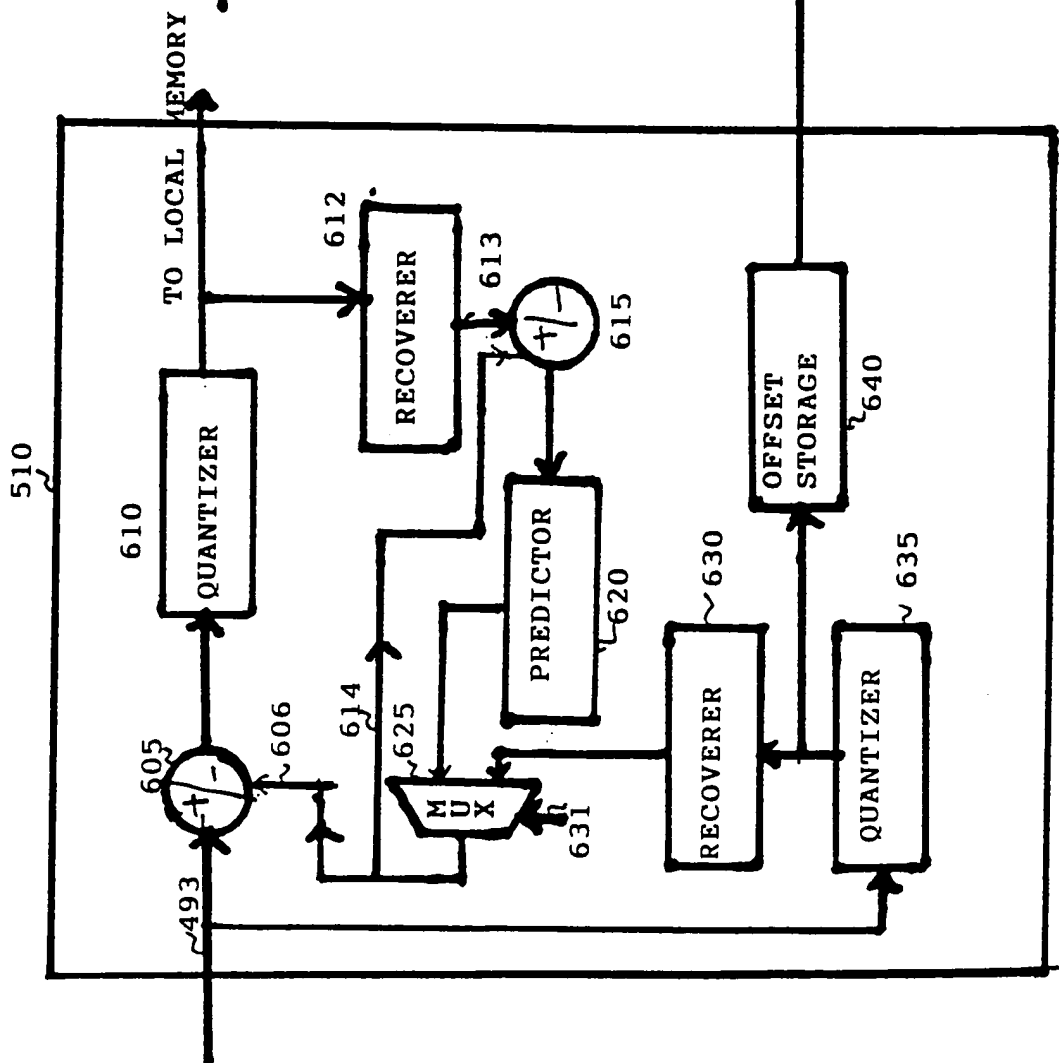 510
TO LOCAL MEMORY
610
QUANTIZER
612
RECOVERER
613
+/-
615
605
+ -
606
493
614
625
MUX
631
PREDICTOR
620
RECOVERER
630
QUANTIZER
635
OFFSET
STORAGE
640